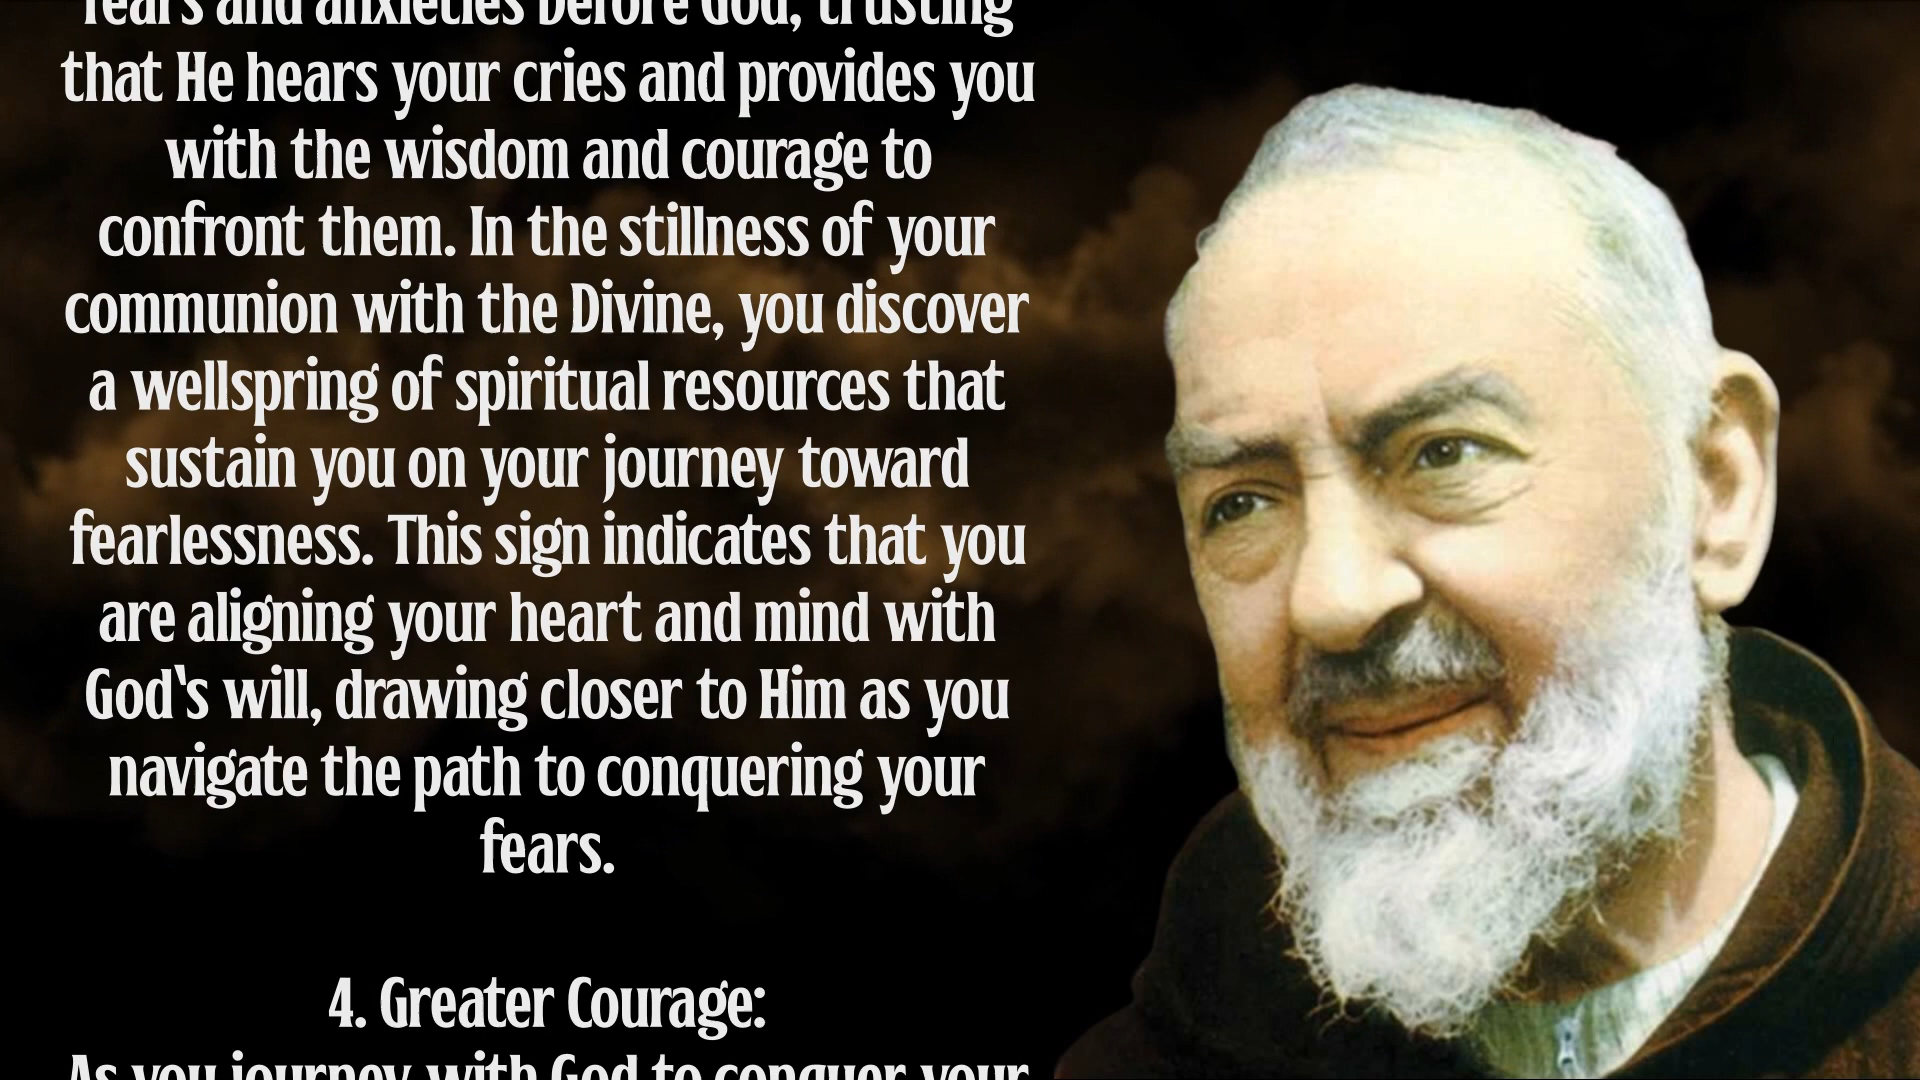 fears and anxieties before God, trusting
that He hears your cries and provides you
with the wisdom and courage to
confront them. In the stillness of your
communion with the Divine, you discover
a wellspring of spiritual resources that
sustain you on your journey toward
fearlessness. This sign indicates that you
are aligning your heart and mind with
God's will, drawing closer to Him as you
navigate the path to conquering your
fears.
4. Greater Courage:
As you journey with God to conquer your